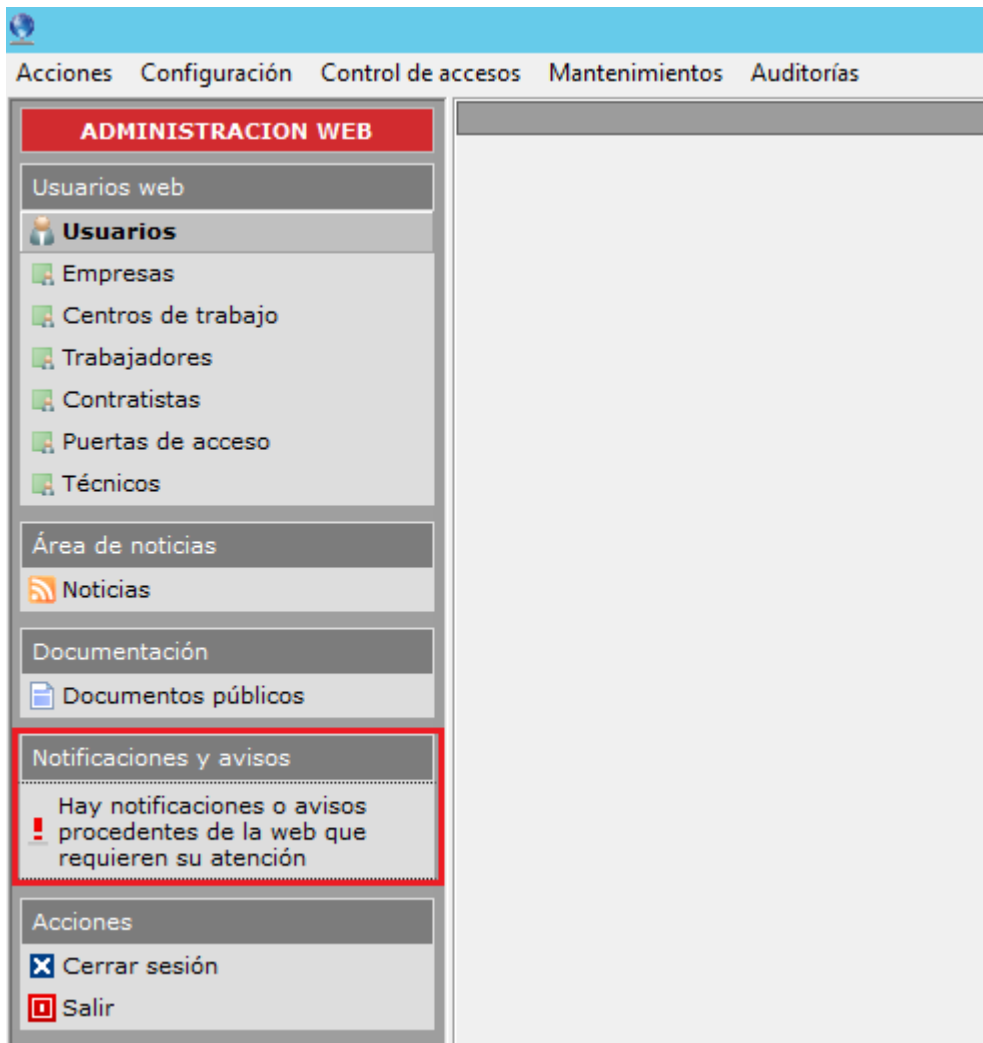 Acciones Configuración Control de accesos Mantenimientos Auditorías
ADMINISTRACION WEB
Usuarios web
Usuarios
Empresas
Centros de trabajo
Trabajadores
Contratistas
Puertas de acceso
Técnicos
Área de noticias
Noticias
Documentación
Documentos públicos
Notificaciones y avisos
Hay notificaciones o avisos
procedentes de la web que
requieren su atención
Acciones
Cerrar sesión
Salir